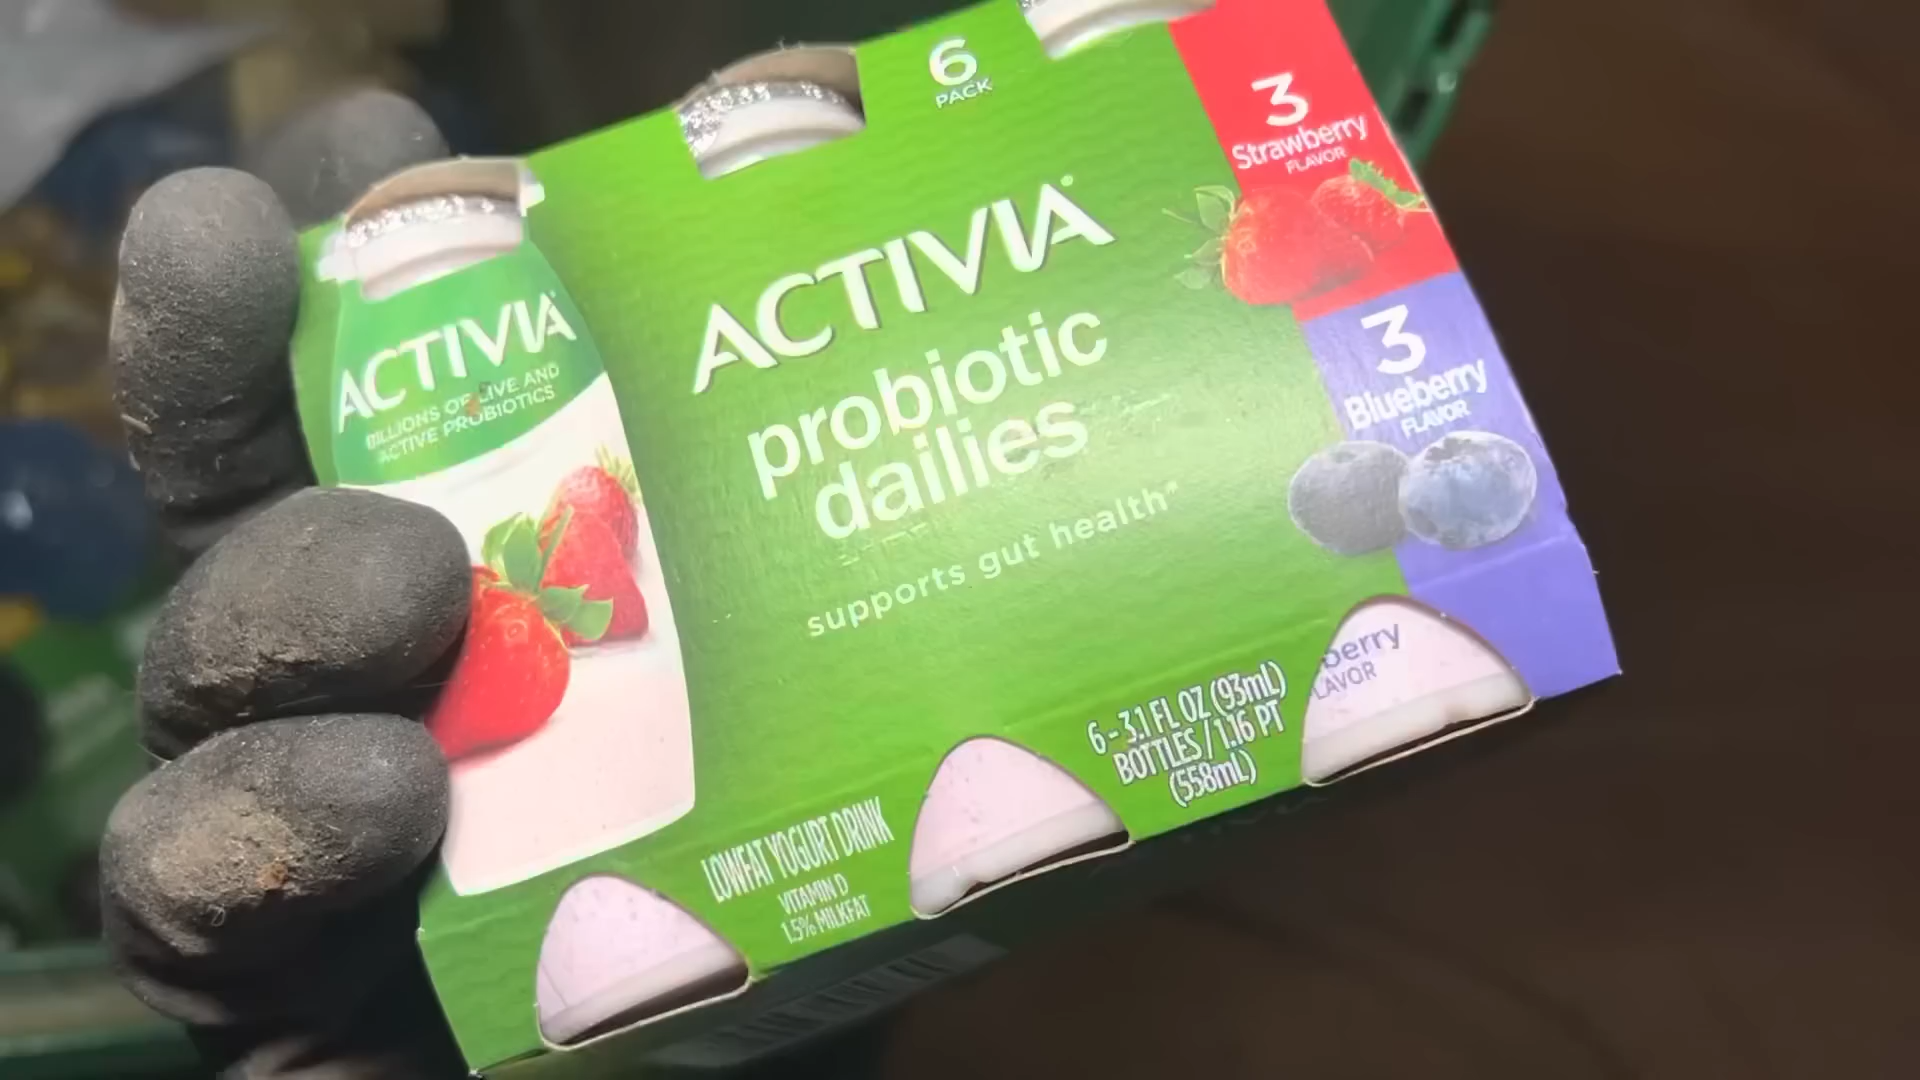 6
PACK
3
Strawberry
FLAVOR
ACTIVIA
probiotic
dailies
supports gut health*
3
Blueberry
FLAVOR
ACTIVIA
BILLIONS OF LIVE AND
ACTIVE PROBIOTICS
berry
LAVOR
6-3.1 FL OZ (93mL)
BOTTLES / 1.16 PT
(558mL)
LOWFAT YOGURT DRINK
VITAMIN D
1.5% MILKFAT